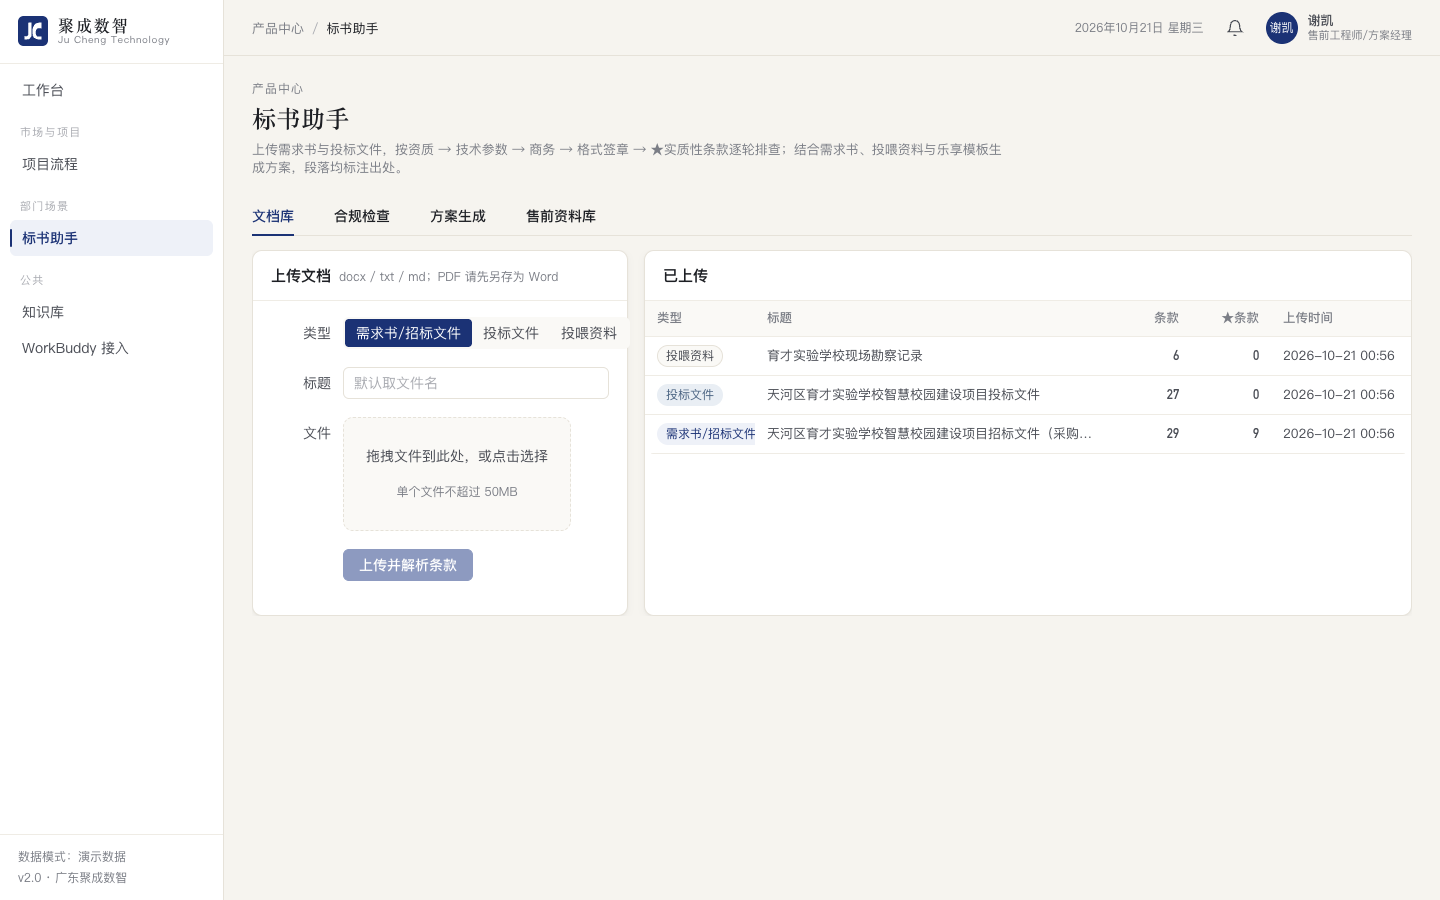 JC
聚成数智
Ju Cheng Technology
工作台
市场与项目
项目流程
部门场景
标书助手
公共
知识库
WorkBuddy 接入
数据模式：演示数据
v2.0 · 广东聚成数智
产品中心 / 标书助手
2026年10月21日 星期三
谢凯
谢凯
售前工程师/方案经理
产品中心
标书助手
上传需求书与投标文件，按资质 → 技术参数 → 商务 → 格式签章 → ★实质性条款逐轮排查；结合需求书、投喂资料与乐享模板生
成方案，段落均标注出处。
文档库 合规检查 方案生成 售前资料库
上传文档 docx / txt / md；PDF 请先另存为 Word
类型 需求书/招标文件 投标文件 投喂资料
标题 默认取文件名
文件
拖拽文件到此处，或点击选择
单个文件不超过 50MB
上传并解析条款
已上传
类型 标题 条款 ★条款 上传时间
投喂资料 育才实验学校现场勘察记录 6 0 2026-10-21 00:56
投标文件 天河区育才实验学校智慧校园建设项目投标文件 27 0 2026-10-21 00:56
需求书/招标文件 天河区育才实验学校智慧校园建设项目招标文件（采购... 29 9 2026-10-21 00:56